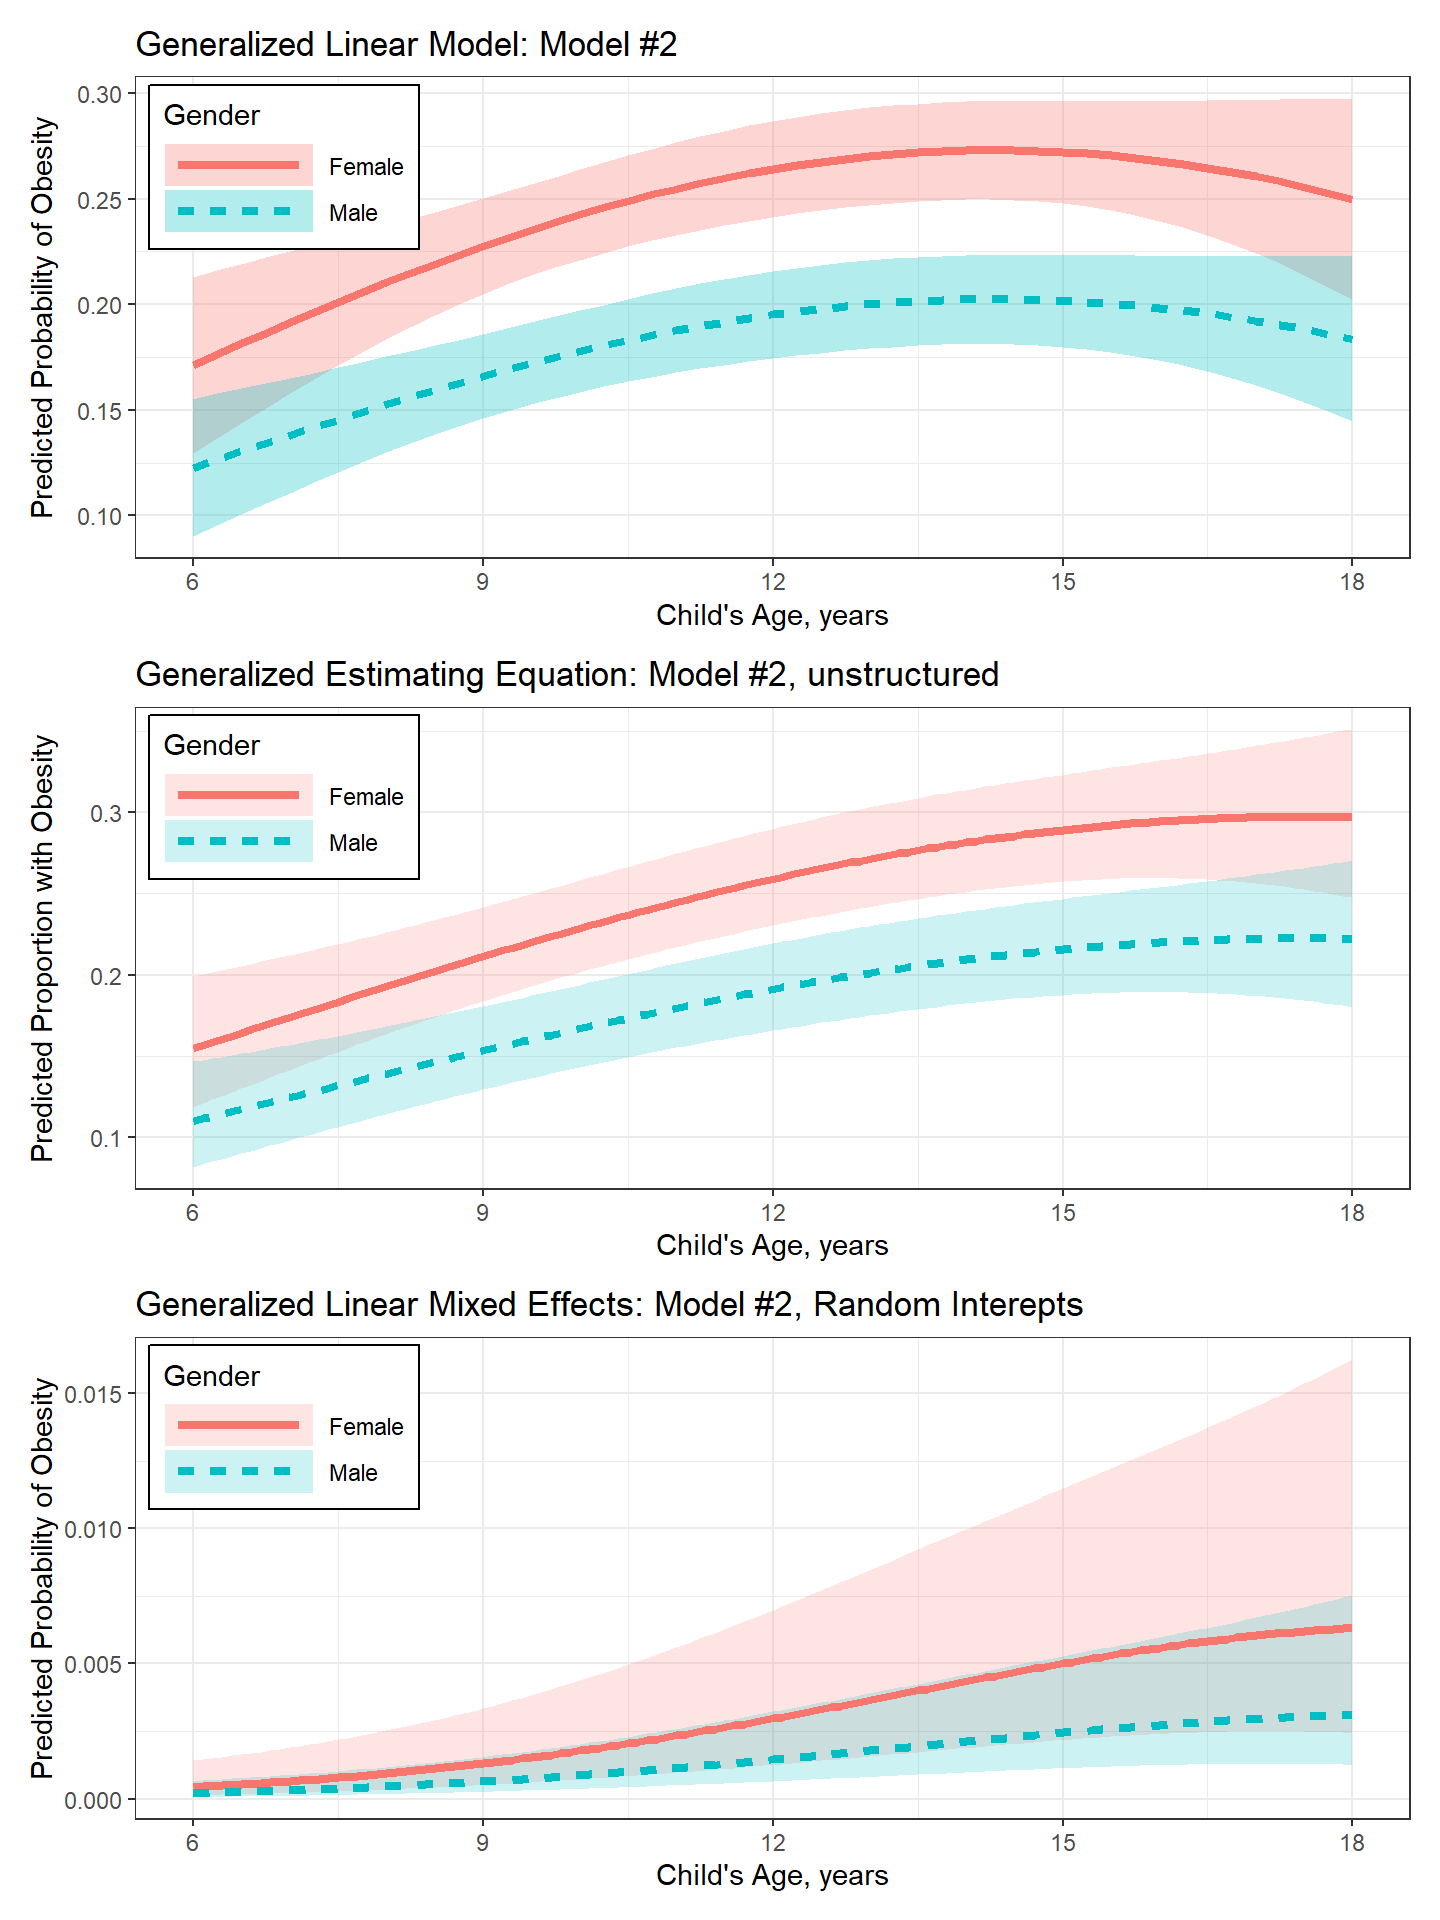 Generalized Linear Model: Model #2
Predicted Probability of Obesity
0.30
0.25
0.20
0.15
0.10
Gender
Female
Male
6 9 12 15 18
Child's Age, years
Generalized Estimating Equation: Model #2, unstructured
Predicted Proportion with Obesity
0.3
0.2
0.1
Gender
Female
Male
6 9 12 15 18
Child's Age, years
Generalized Linear Mixed Effects: Model #2, Random Interepts
Predicted Probability of Obesity
0.015
0.010
0.005
0.000
Gender
Female
Male
6 9 12 15 18
Child's Age, years